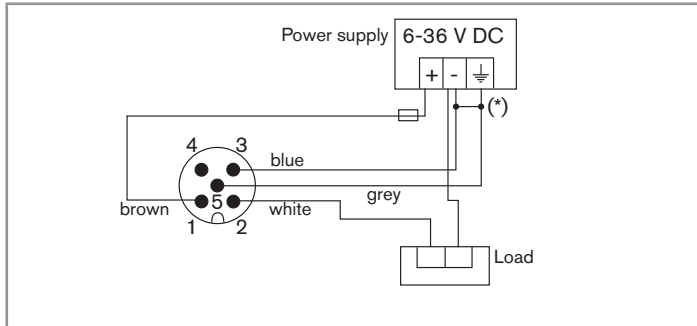 Power supply 6-36 V DC
+ - ⏚
(*)
4 3
blue
grey
brown 5 white
1 2
Load